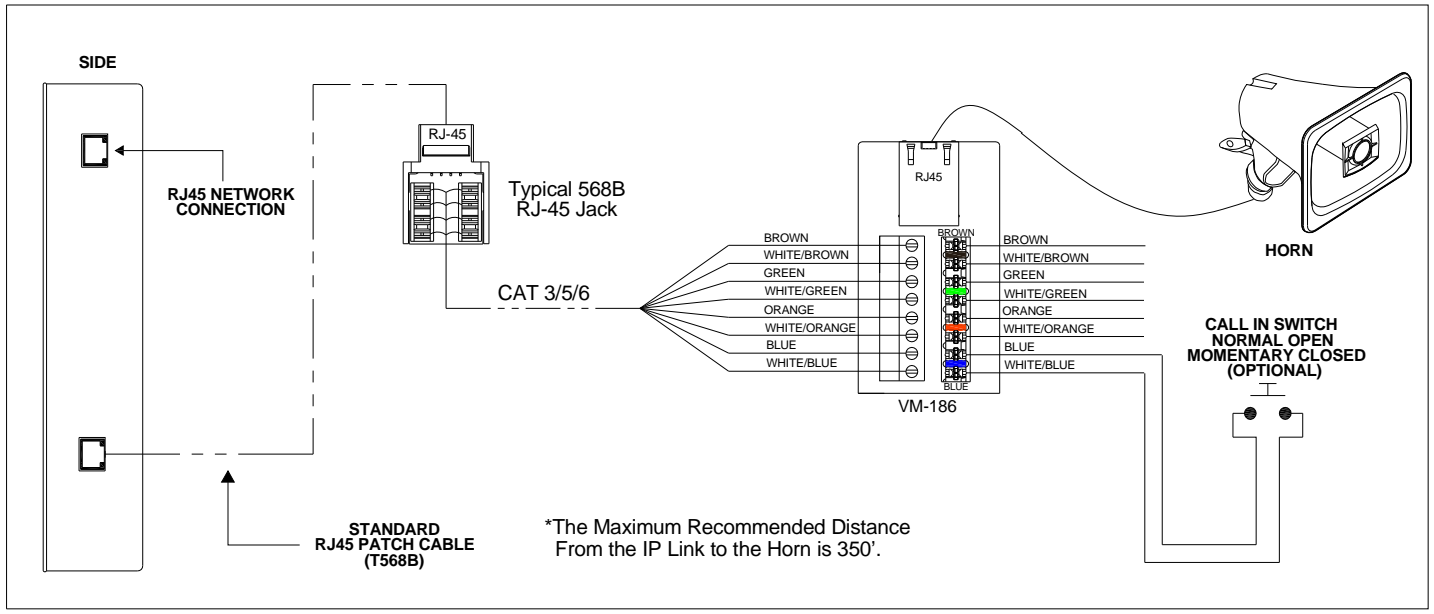 SIDE
RJ45 NETWORK
CONNECTION
RJ-45
Typical 568B
RJ-45 Jack
CAT 3/5/6
BROWN
WHITE/BROWN
GREEN
WHITE/GREEN
ORANGE
WHITE/ORANGE
BLUE
WHITE/BLUE
RJ45
BROWN
BLUE
VM-186
BROWN
WHITE/BROWN
GREEN
WHITE/GREEN
ORANGE
WHITE/ORANGE
BLUE
WHITE/BLUE
HORN
CALL IN SWITCH
NORMAL OPEN
MOMENTARY CLOSED
(OPTIONAL)
STANDARD
RJ45 PATCH CABLE
(T568B)
*The Maximum Recommended Distance
From the IP Link to the Horn is 350’.